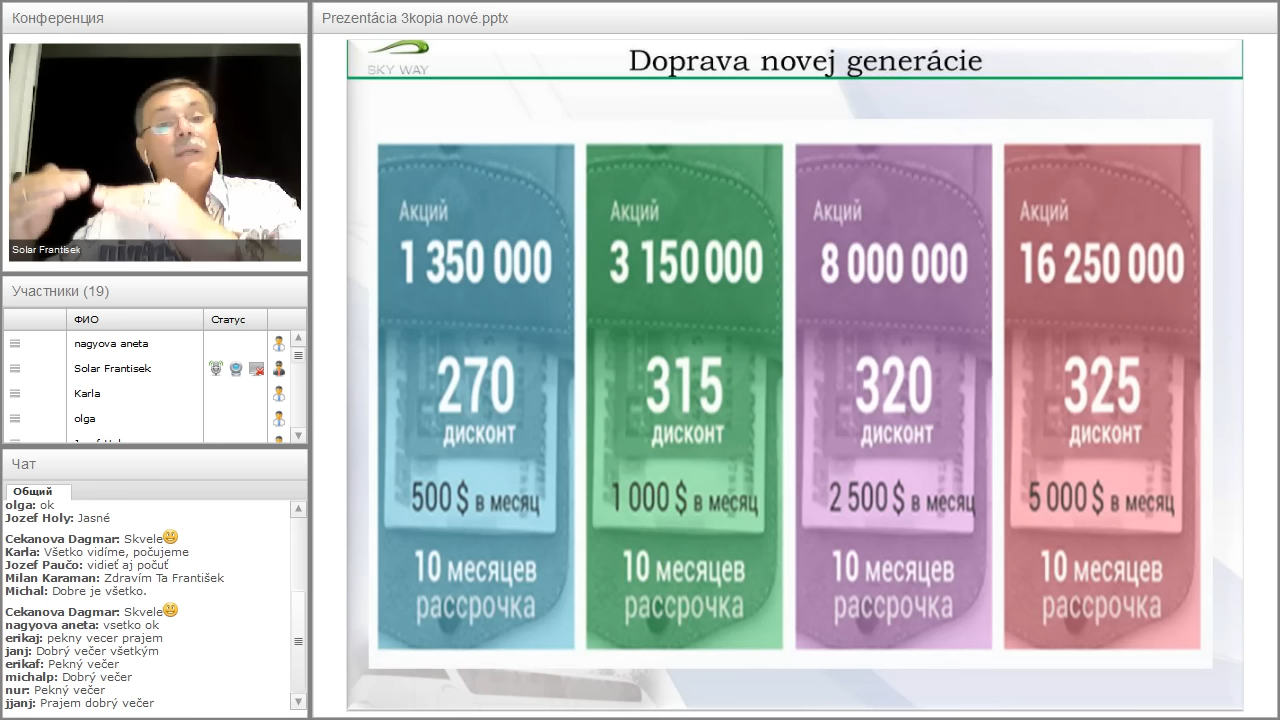 Конференция
Solar Frantisek
Участники (19)
ФИО
Статус
nagyova aneta
Solar Frantisek
Karla
olga
Чат
Общий
olga: ok
Jozef Holy: Jasné
Cekanova Dagmar: Skvele
Karla: Všetko vidíme, počujeme
Jozef Paučo: vidieť aj počuť
Milan Karaman: Zdravím Ta František
Michal: Dobre je všetko.
Cekanova Dagmar: Skvele
nagyova aneta: vsetko ok
erikaj: pekny vecer prajem
janj: Dobrý večer všetkým
erikaf: Pekný večer
michalp: Dobrý večer
nur: Pekný večer
jjanj: Prajem dobrý večer
Prezentácia 3kopia nové.pptx
SKY WAY
Doprava novej generácie
Акций
1 350 000
270
дисконт
500 $ в месяц
10 месяцев
рассрочка
Акций
3 150 000
315
дисконт
1 000 $ в месяц
10 месяцев
рассрочка
Акций
8 000 000
320
дисконт
2 500 $ в месяц
10 месяцев
рассрочка
Акций
16 250 000
325
дисконт
5 000 $ в месяц
10 месяцев
рассрочка